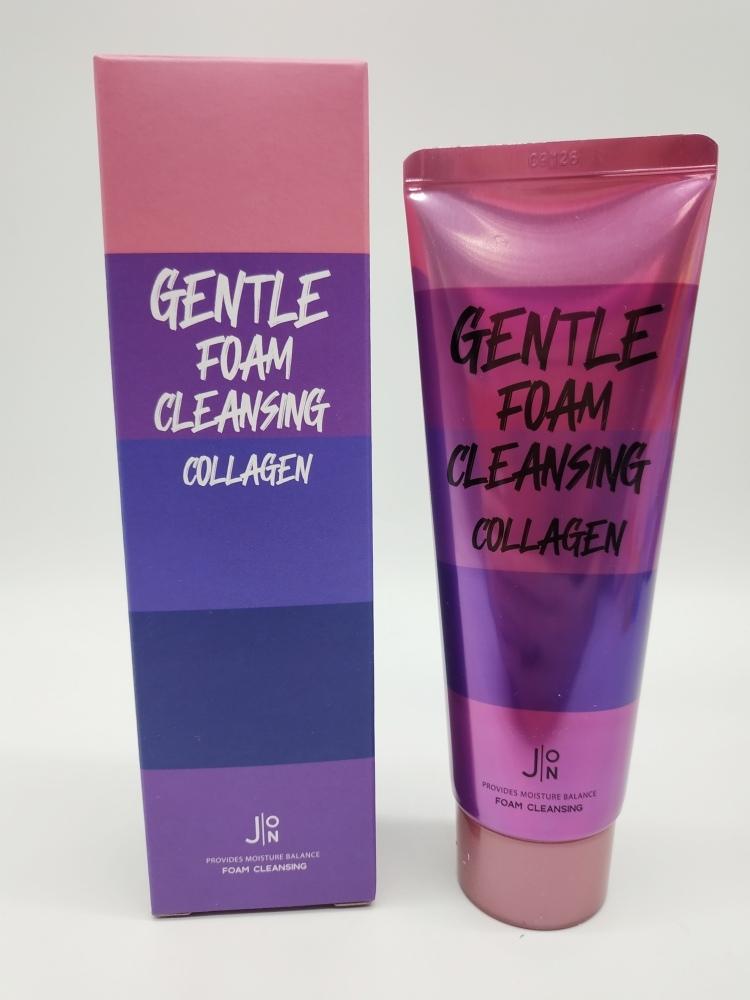 GENTLE
FOAM
CLEANSING
COLLAGEN
J|ON
PROVIDES MOISTURE BALANCE
FOAM CLEANSING
GENTLE
FOAM
CLEANSING
COLLAGEN
J|ON
PROVIDES MOISTURE BALANCE
FOAM CLEANSING